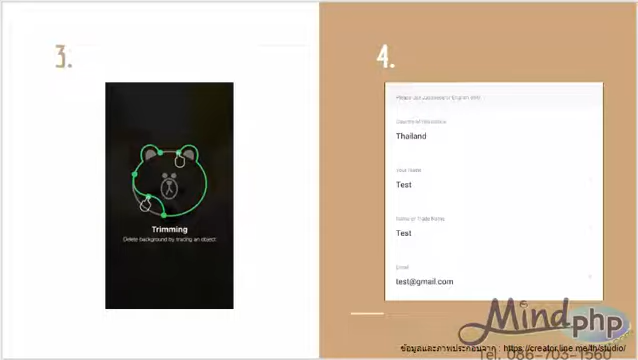 3.
4.
Trimming
Delete background by tracing an object.
Country of Residence
Thailand
Your Name
Test
Test
Email
test@gmail.com
Mindphp
ข้อมูลและภาพประกอบจาก : https://creator.line.me/th/studio/
Tel. 086-703-1560